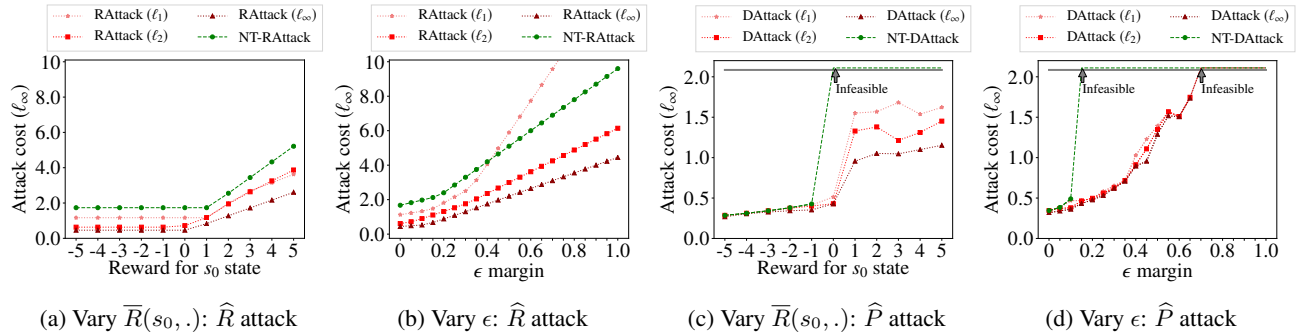 RAttack (ℓ₁) RAttack (ℓ∞)
RAttack (ℓ₂) NT-RAttack
Attack cost (ℓ∞)
10
8.0
6.0
4.0
2.0
0.0
-5 -4 -3 -2 -1 0 1 2 3 4 5
Reward for s₀ state
(a) Vary R̅(s₀, .): R̂ attack
RAttack (ℓ₁) RAttack (ℓ∞)
RAttack (ℓ₂) NT-RAttack
Attack cost (ℓ∞)
10
8.0
6.0
4.0
2.0
0.0
0 0.2 0.4 0.6 0.8 1.0
ϵ margin
(b) Vary ϵ: R̂ attack
DAttack (ℓ₁) DAttack (ℓ∞)
DAttack (ℓ₂) NT-DAttack
Attack cost (ℓ∞)
2.0
1.5
1.0
0.5
0.0
Infeasible
-5 -4 -3 -2 -1 0 1 2 3 4 5
Reward for s₀ state
(c) Vary R̅(s₀, .): P̂ attack
DAttack (ℓ₁) DAttack (ℓ∞)
DAttack (ℓ₂) NT-DAttack
Attack cost (ℓ∞)
2.0
1.5
1.0
0.5
0.0
Infeasible Infeasible
0 0.2 0.4 0.6 0.8 1.0
ϵ margin
(d) Vary ϵ: P̂ attack